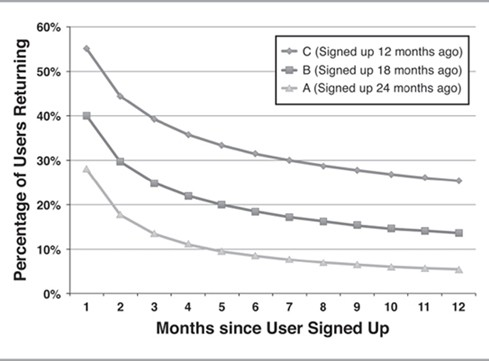 60%
50%
40%
30%
20%
10%
0%
Percentage of Users Returning
C (Signed up 12 months ago)
B (Signed up 18 months ago)
A (Signed up 24 months ago)
1 2 3 4 5 6 7 8 9 10 11 12
Months since User Signed Up